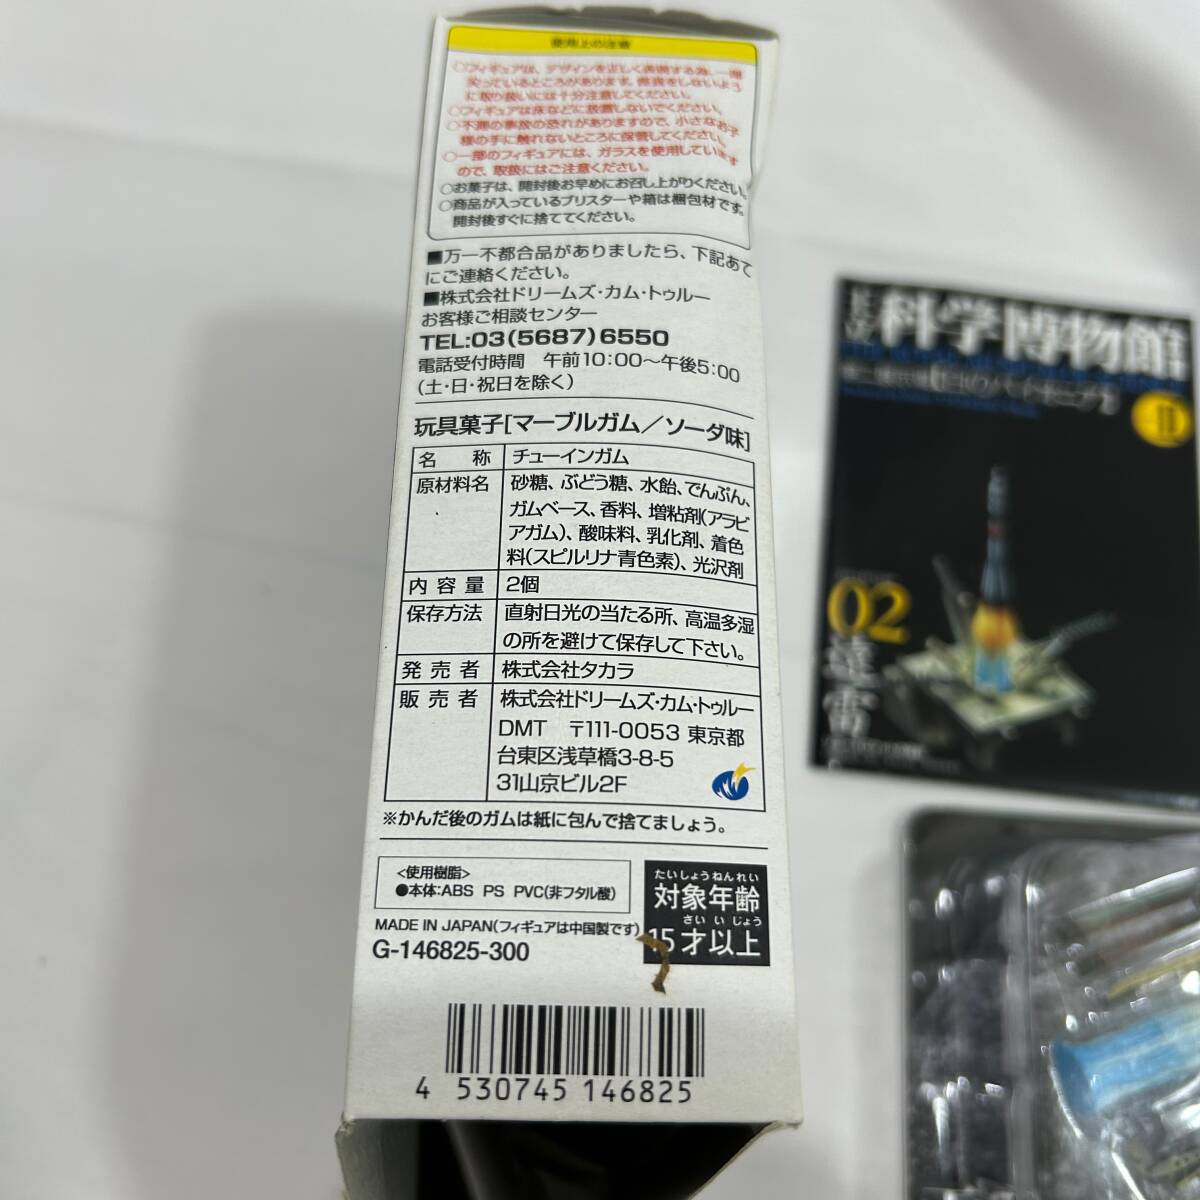 使用上の注意
○フィギュアは、デザインを正しく表現する為、一部
尖っているところがあります。怪我をしないよう
に取り扱いには十分注意してください。
○フィギュアは床などに放置しないでください。
○不測の事故の恐れがありますので、小さなお子
様の手に触れないところに保管してください。
○一部のフィギュアには、ガラスを使用しています
ので、取扱にはご注意ください。
○お菓子は、開封後お早めにお召し上がりください。
○商品が入っているブリスターや箱は梱包材です。
開封後すぐに捨ててください。
■万一不都合品がありましたら、下記あて
にご連絡ください。
■株式会社ドリームズ・カム・トゥルー
お客様ご相談センター
TEL:03(5687)6550
電話受付時間 午前10:00〜午後5:00
(土・日・祝日を除く)
玩具菓子[マーブルガム/ソーダ味]
名称 チューインガム
原材料名 砂糖、ぶどう糖、水飴、でんぷん、
ガムベース、香料、増粘剤(アラビ
アガム)、酸味料、乳化剤、着色
料(スピルリナ青色素)、光沢剤
内容量 2個
保存方法 直射日光の当たる所、高温多湿
の所を避けて保存して下さい。
発売者 株式会社タカラ
販売者 株式会社ドリームズ・カム・トゥルー
DMT 〒111-0053 東京都
台東区浅草橋3-8-5
31山京ビル2F
※かんだ後のガムは紙に包んで捨てましょう。
<使用樹脂>
●本体:ABS PS PVC(非フタル酸)
MADE IN JAPAN(フィギュアは中国製です)
G-146825-300
たいしょうねんれい
対象年齢
さい いじょう
15才以上
4 530745 146825
科学博物館
II
02